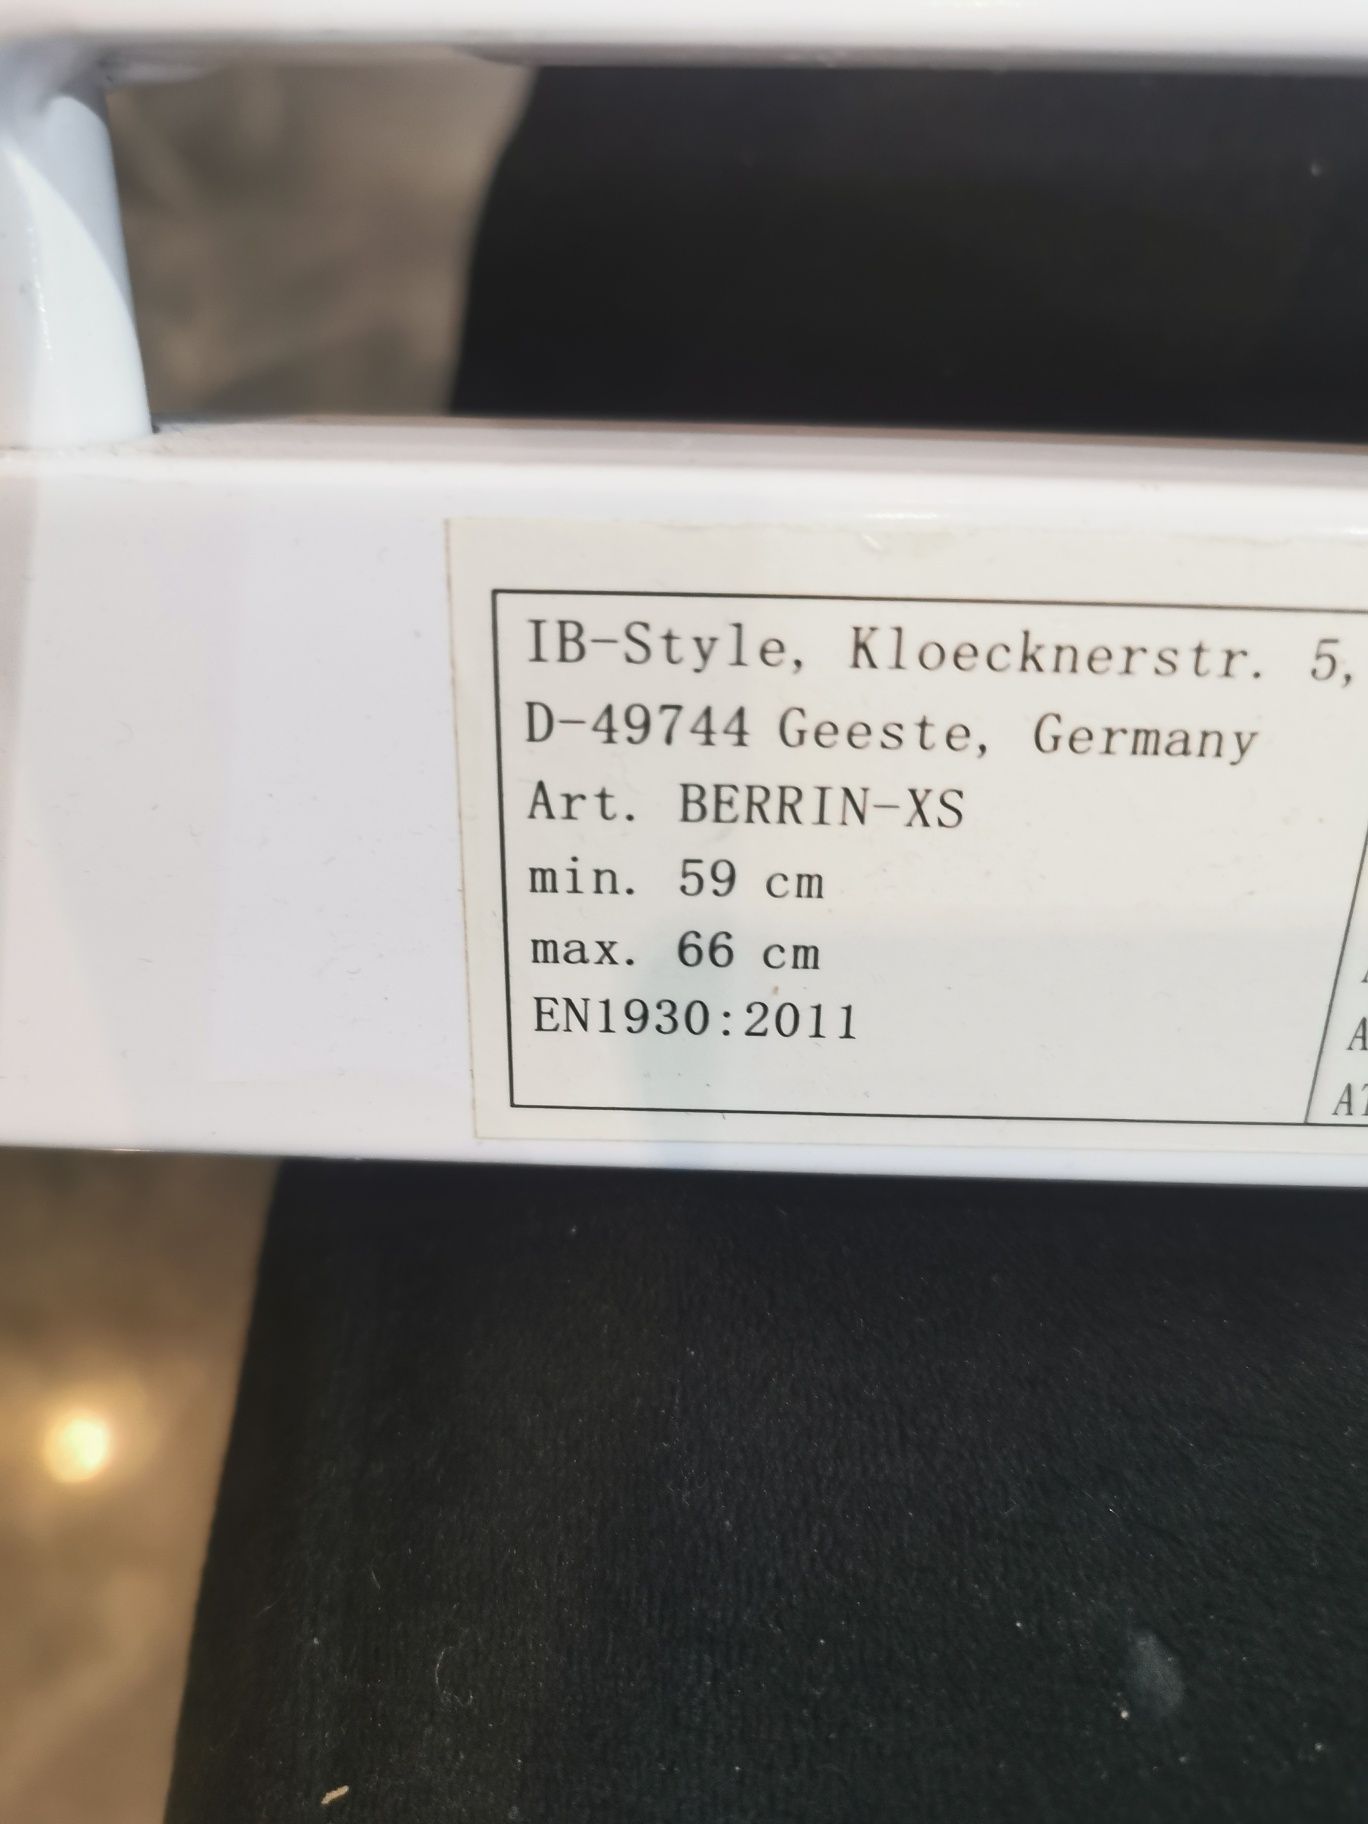 IB-Style, Kloecknerstr. 5,
D-49744 Geeste, Germany
Art. BERRIN-XS
min. 59 cm
max. 66 cm
EN1930:2011